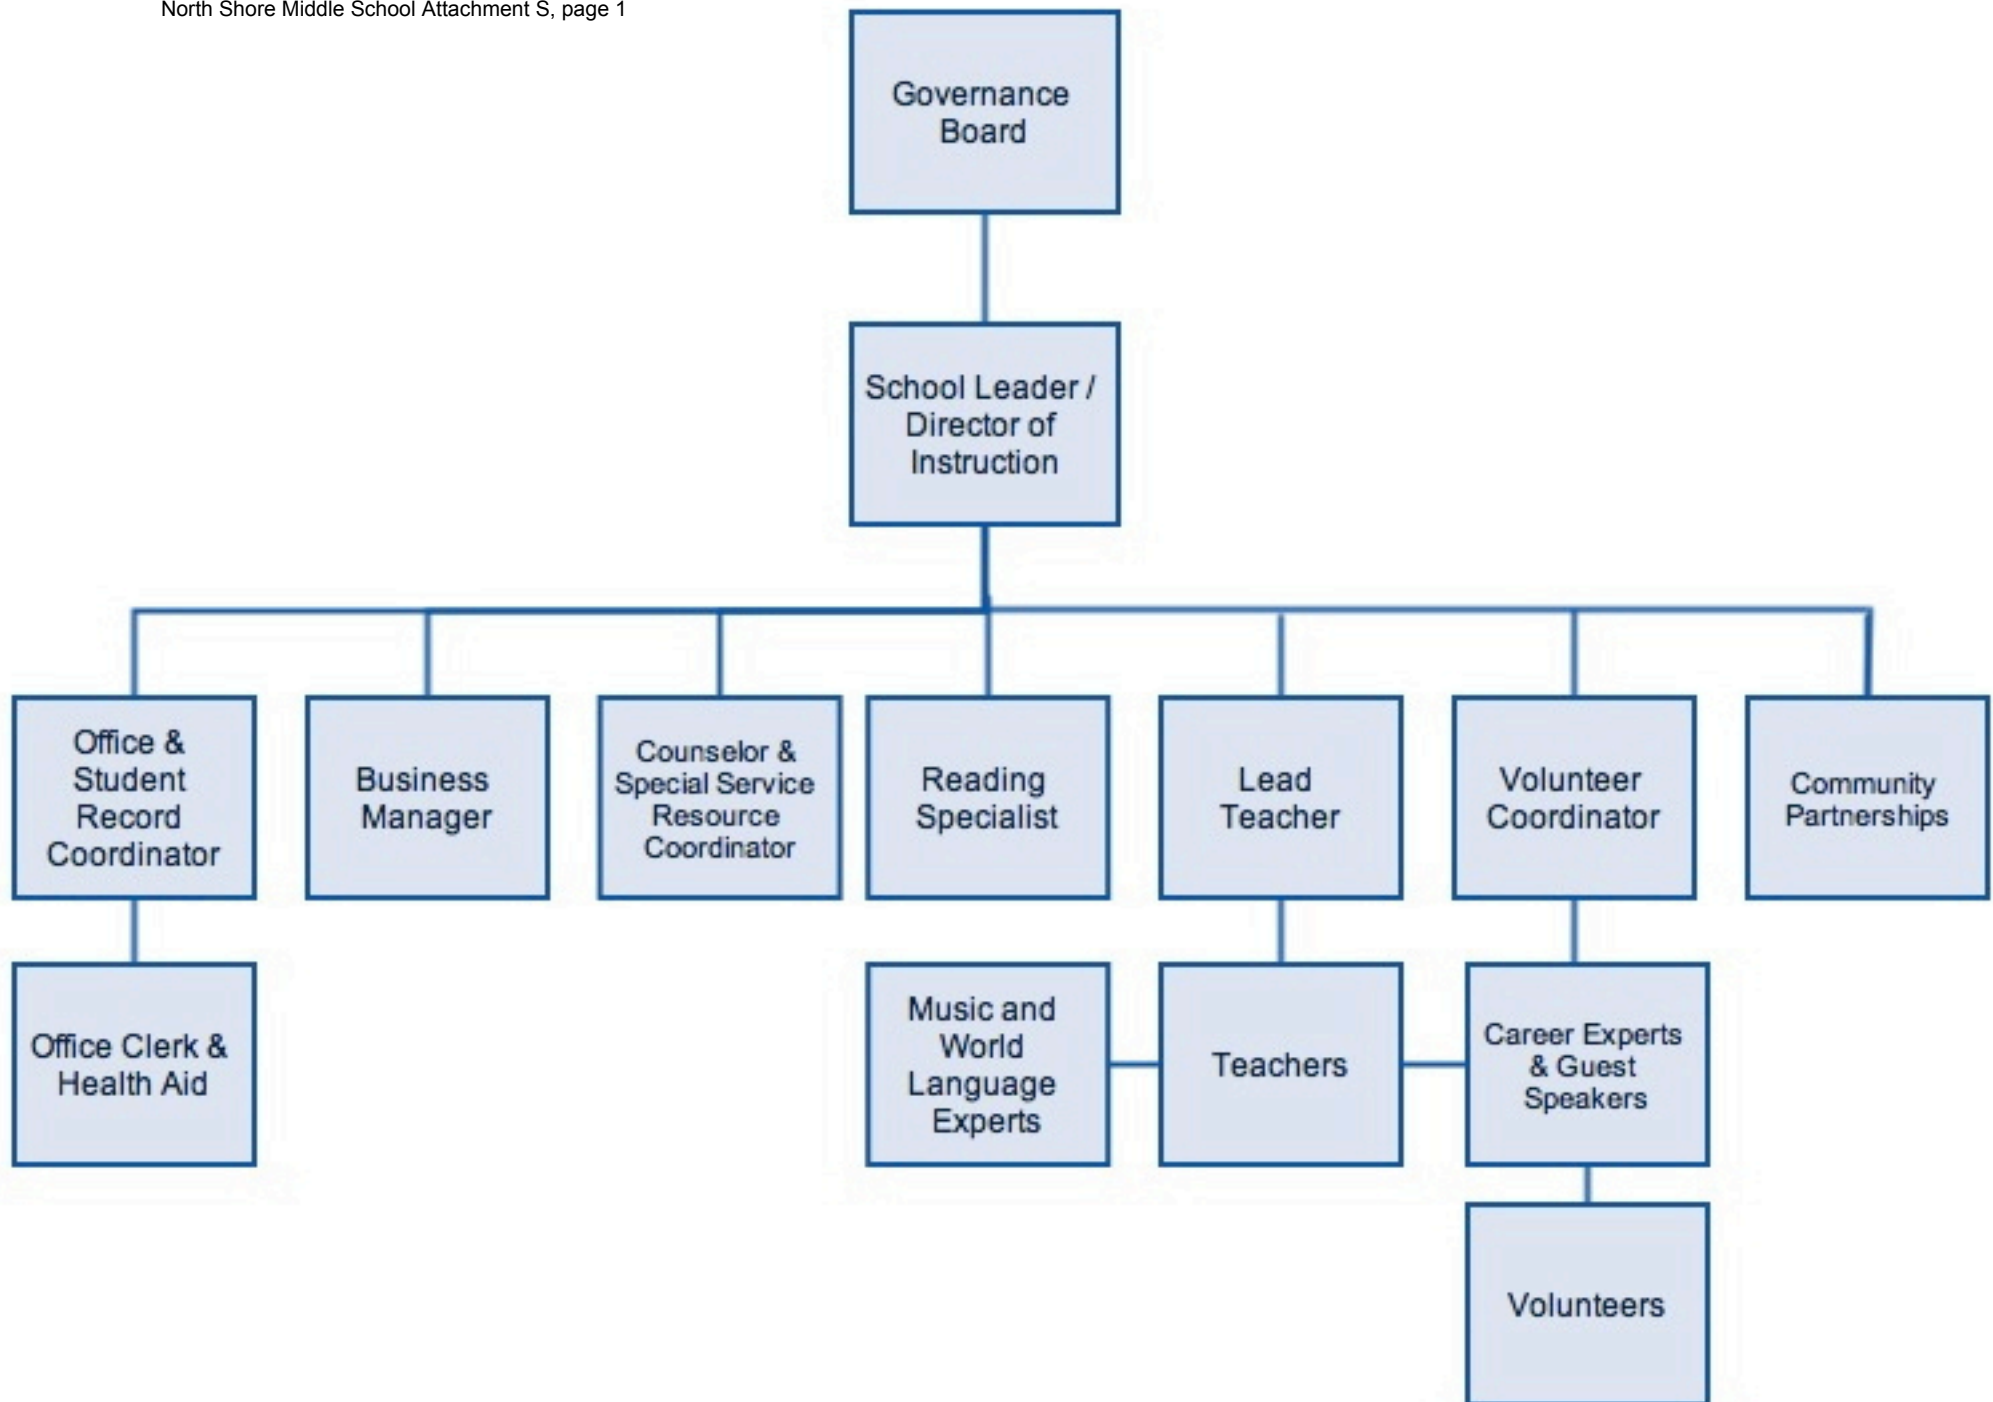 North Shore Middle School Attachment S, page 1
Governance
Board
School Leader /
Director of
Instruction
Office &
Student
Record
Coordinator
Business
Manager
Counselor &
Special Service
Resource
Coordinator
Reading
Specialist
Lead
Teacher
Volunteer
Coordinator
Community
Partnerships
Office Clerk &
Health Aid
Music and
World
Language
Experts
Teachers
Career Experts
& Guest
Speakers
Volunteers